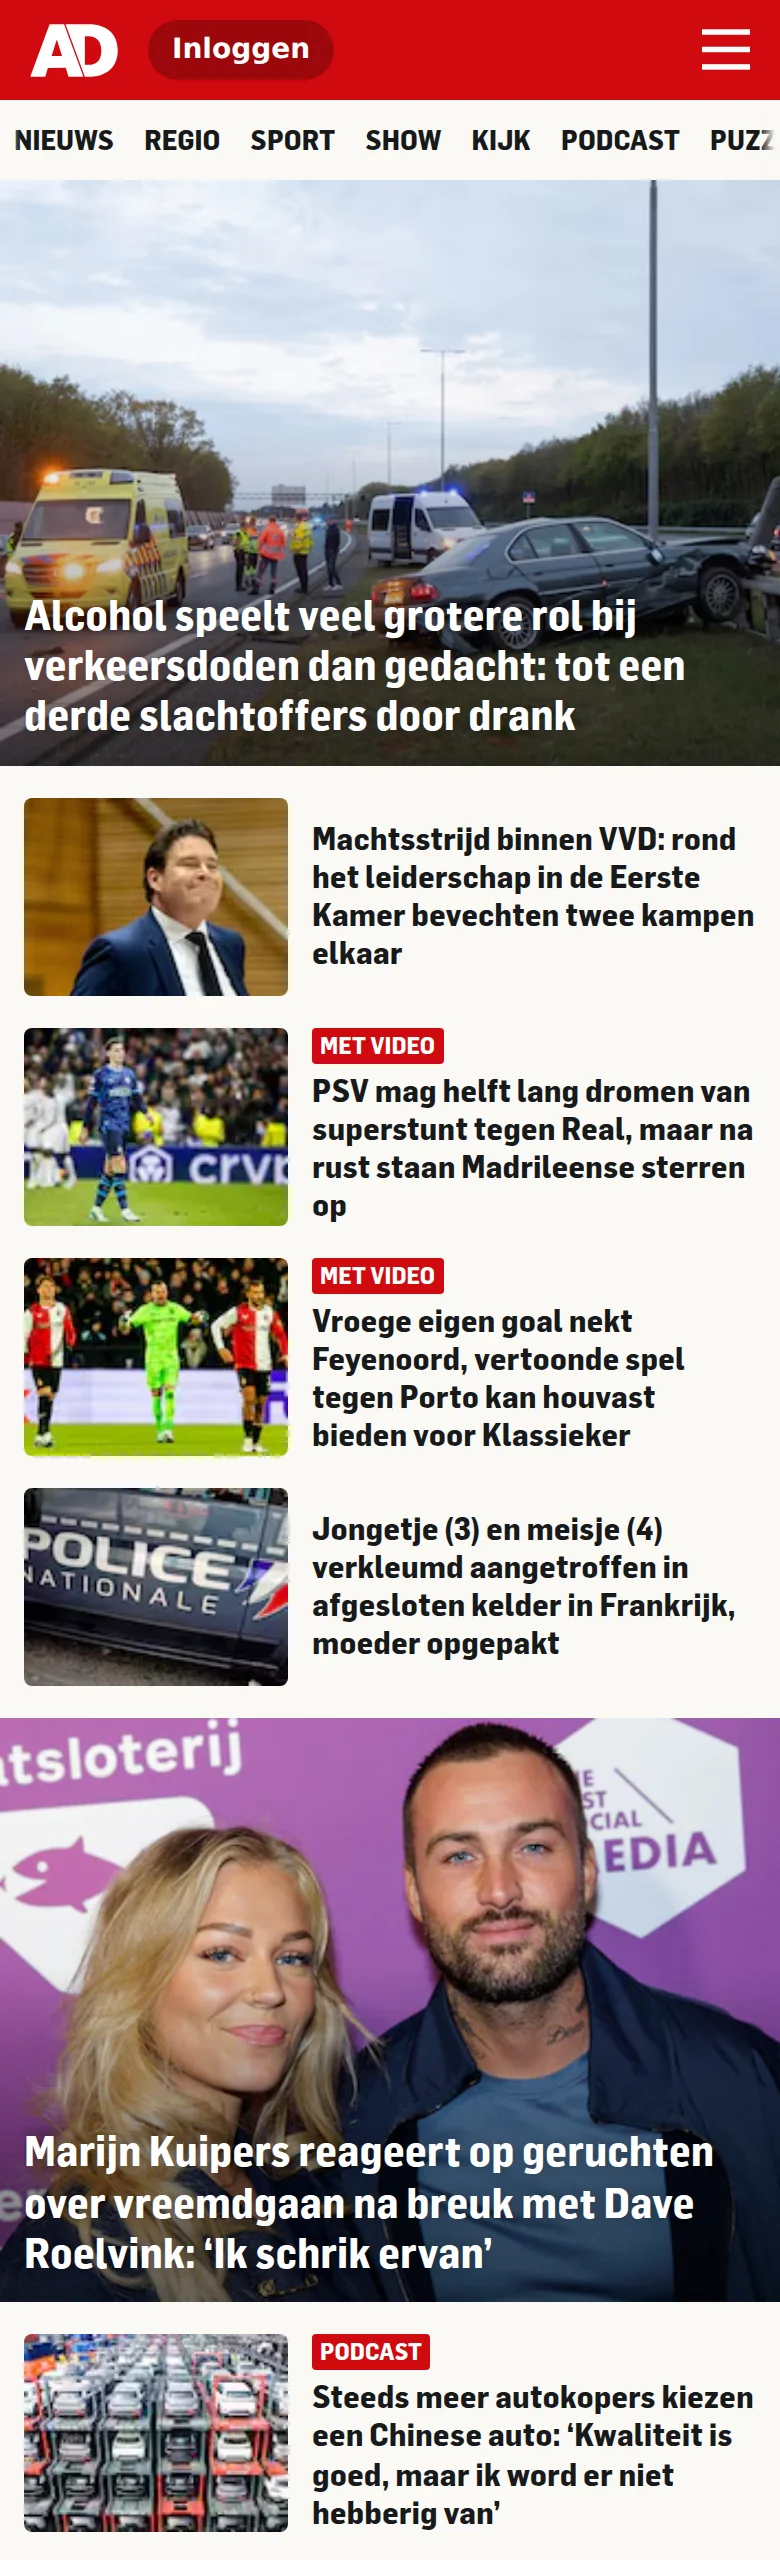 AD
Inloggen
NIEUWS REGIO SPORT SHOW KIJK PODCAST PUZZ
Alcohol speelt veel grotere rol bij
verkeersdoden dan gedacht: tot een
derde slachtoffers door drank
Machtsstrijd binnen VVD: rond
het leiderschap in de Eerste
Kamer bevechten twee kampen
elkaar
MET VIDEO
PSV mag helft lang dromen van
superstunt tegen Real, maar na
rust staan Madrileense sterren
op
cryp
MET VIDEO
Vroege eigen goal nekt
Feyenoord, vertoonde spel
tegen Porto kan houvast
bieden voor Klassieker
POLICE
NATIONALE
Jongetje (3) en meisje (4)
verkleumd aangetroffen in
afgesloten kelder in Frankrijk,
moeder opgepakt
atsloterij
CIAL
EDIA
Marijn Kuipers reageert op geruchten
over vreemdgaan na breuk met Dave
Roelvink: ‘Ik schrik ervan’
PODCAST
Steeds meer autokopers kiezen
een Chinese auto: ‘Kwaliteit is
goed, maar ik word er niet
hebberig van’